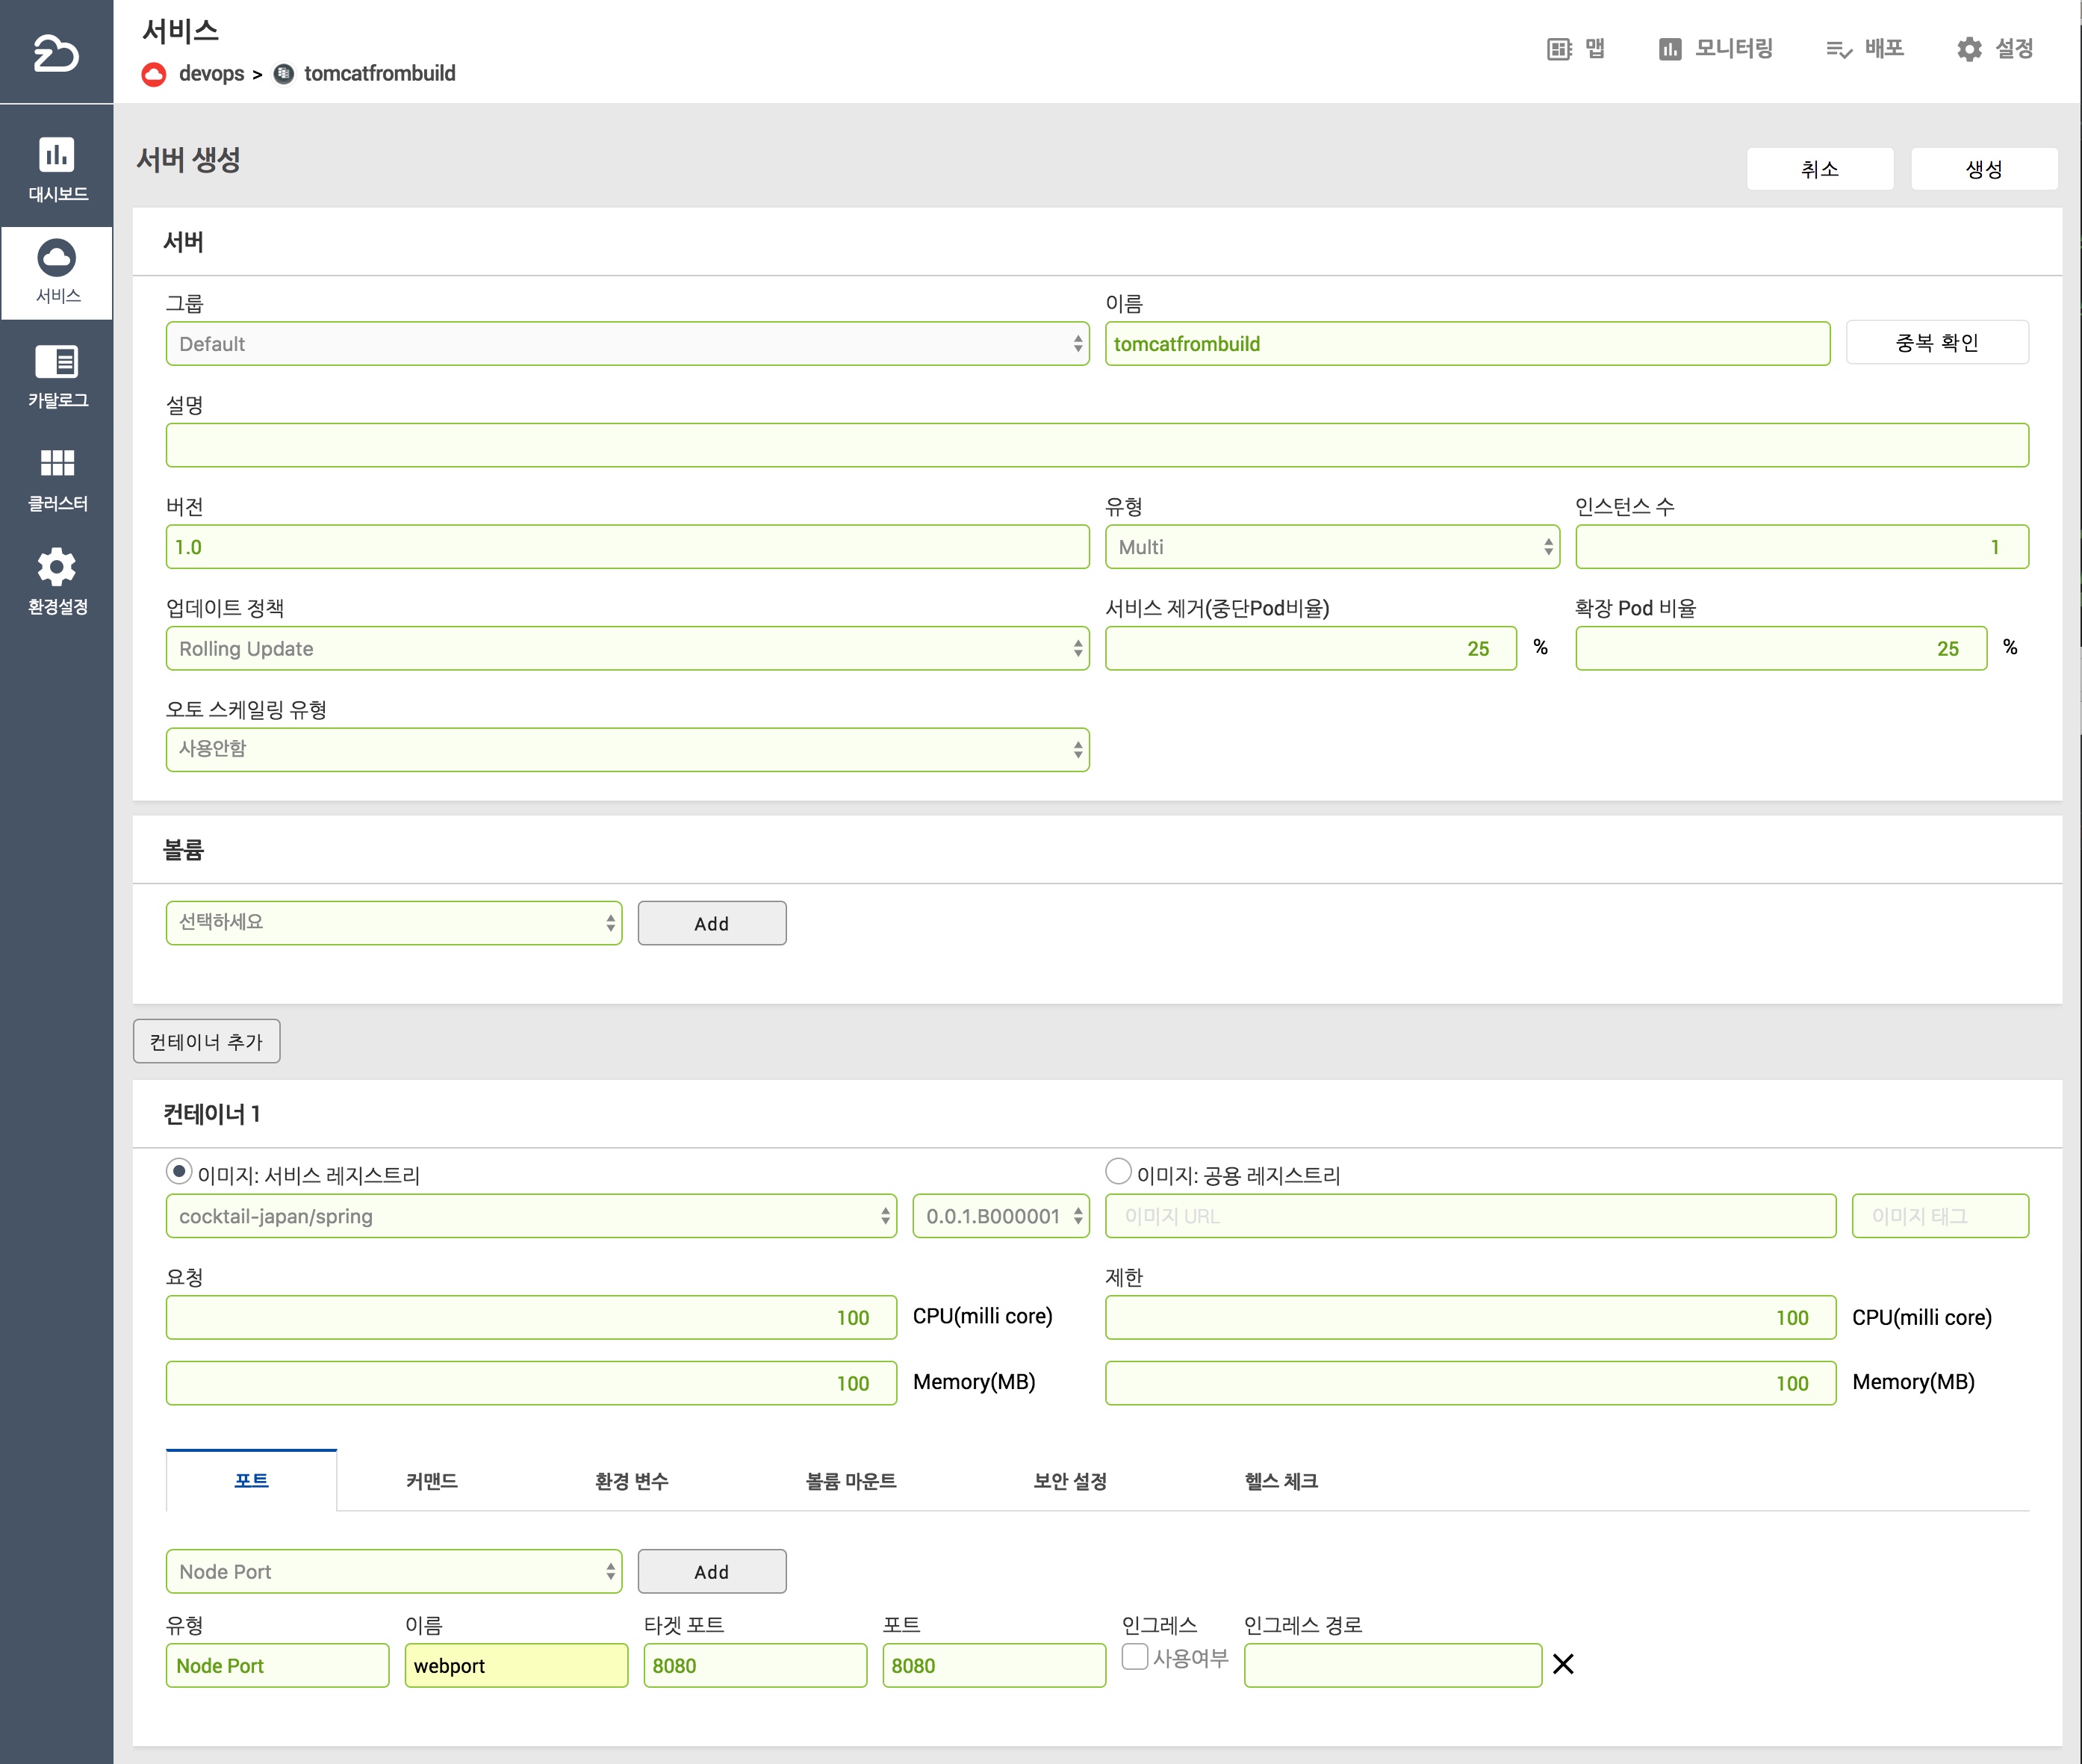 서비스
devops > tomcatfrombuild
맵 모니터링 배포 설정
대시보드
서비스
카탈로그
클러스터
환경설정
서버 생성
취소 생성
서버
그룹 이름
Default tomcatfrombuild 중복 확인
설명
버전 유형 인스턴스 수
1.0 Multi 1
업데이트 정책 서비스 제거(중단Pod비율) 확장 Pod 비율
Rolling Update 25 % 25 %
오토 스케일링 유형
사용안함
볼륨
선택하세요 Add
컨테이너 추가
컨테이너 1
이미지: 서비스 레지스트리 이미지: 공용 레지스트리
cocktail-japan/spring 0.0.1.B000001 이미지 URL 이미지 태그
요청 제한
100 CPU(milli core) 100 CPU(milli core)
100 Memory(MB) 100 Memory(MB)
포트 커맨드 환경 변수 볼륨 마운트 보안 설정 헬스 체크
Node Port Add
유형 이름 타겟 포트 포트 인그레스 인그레스 경로
Node Port webport 8080 8080 사용여부